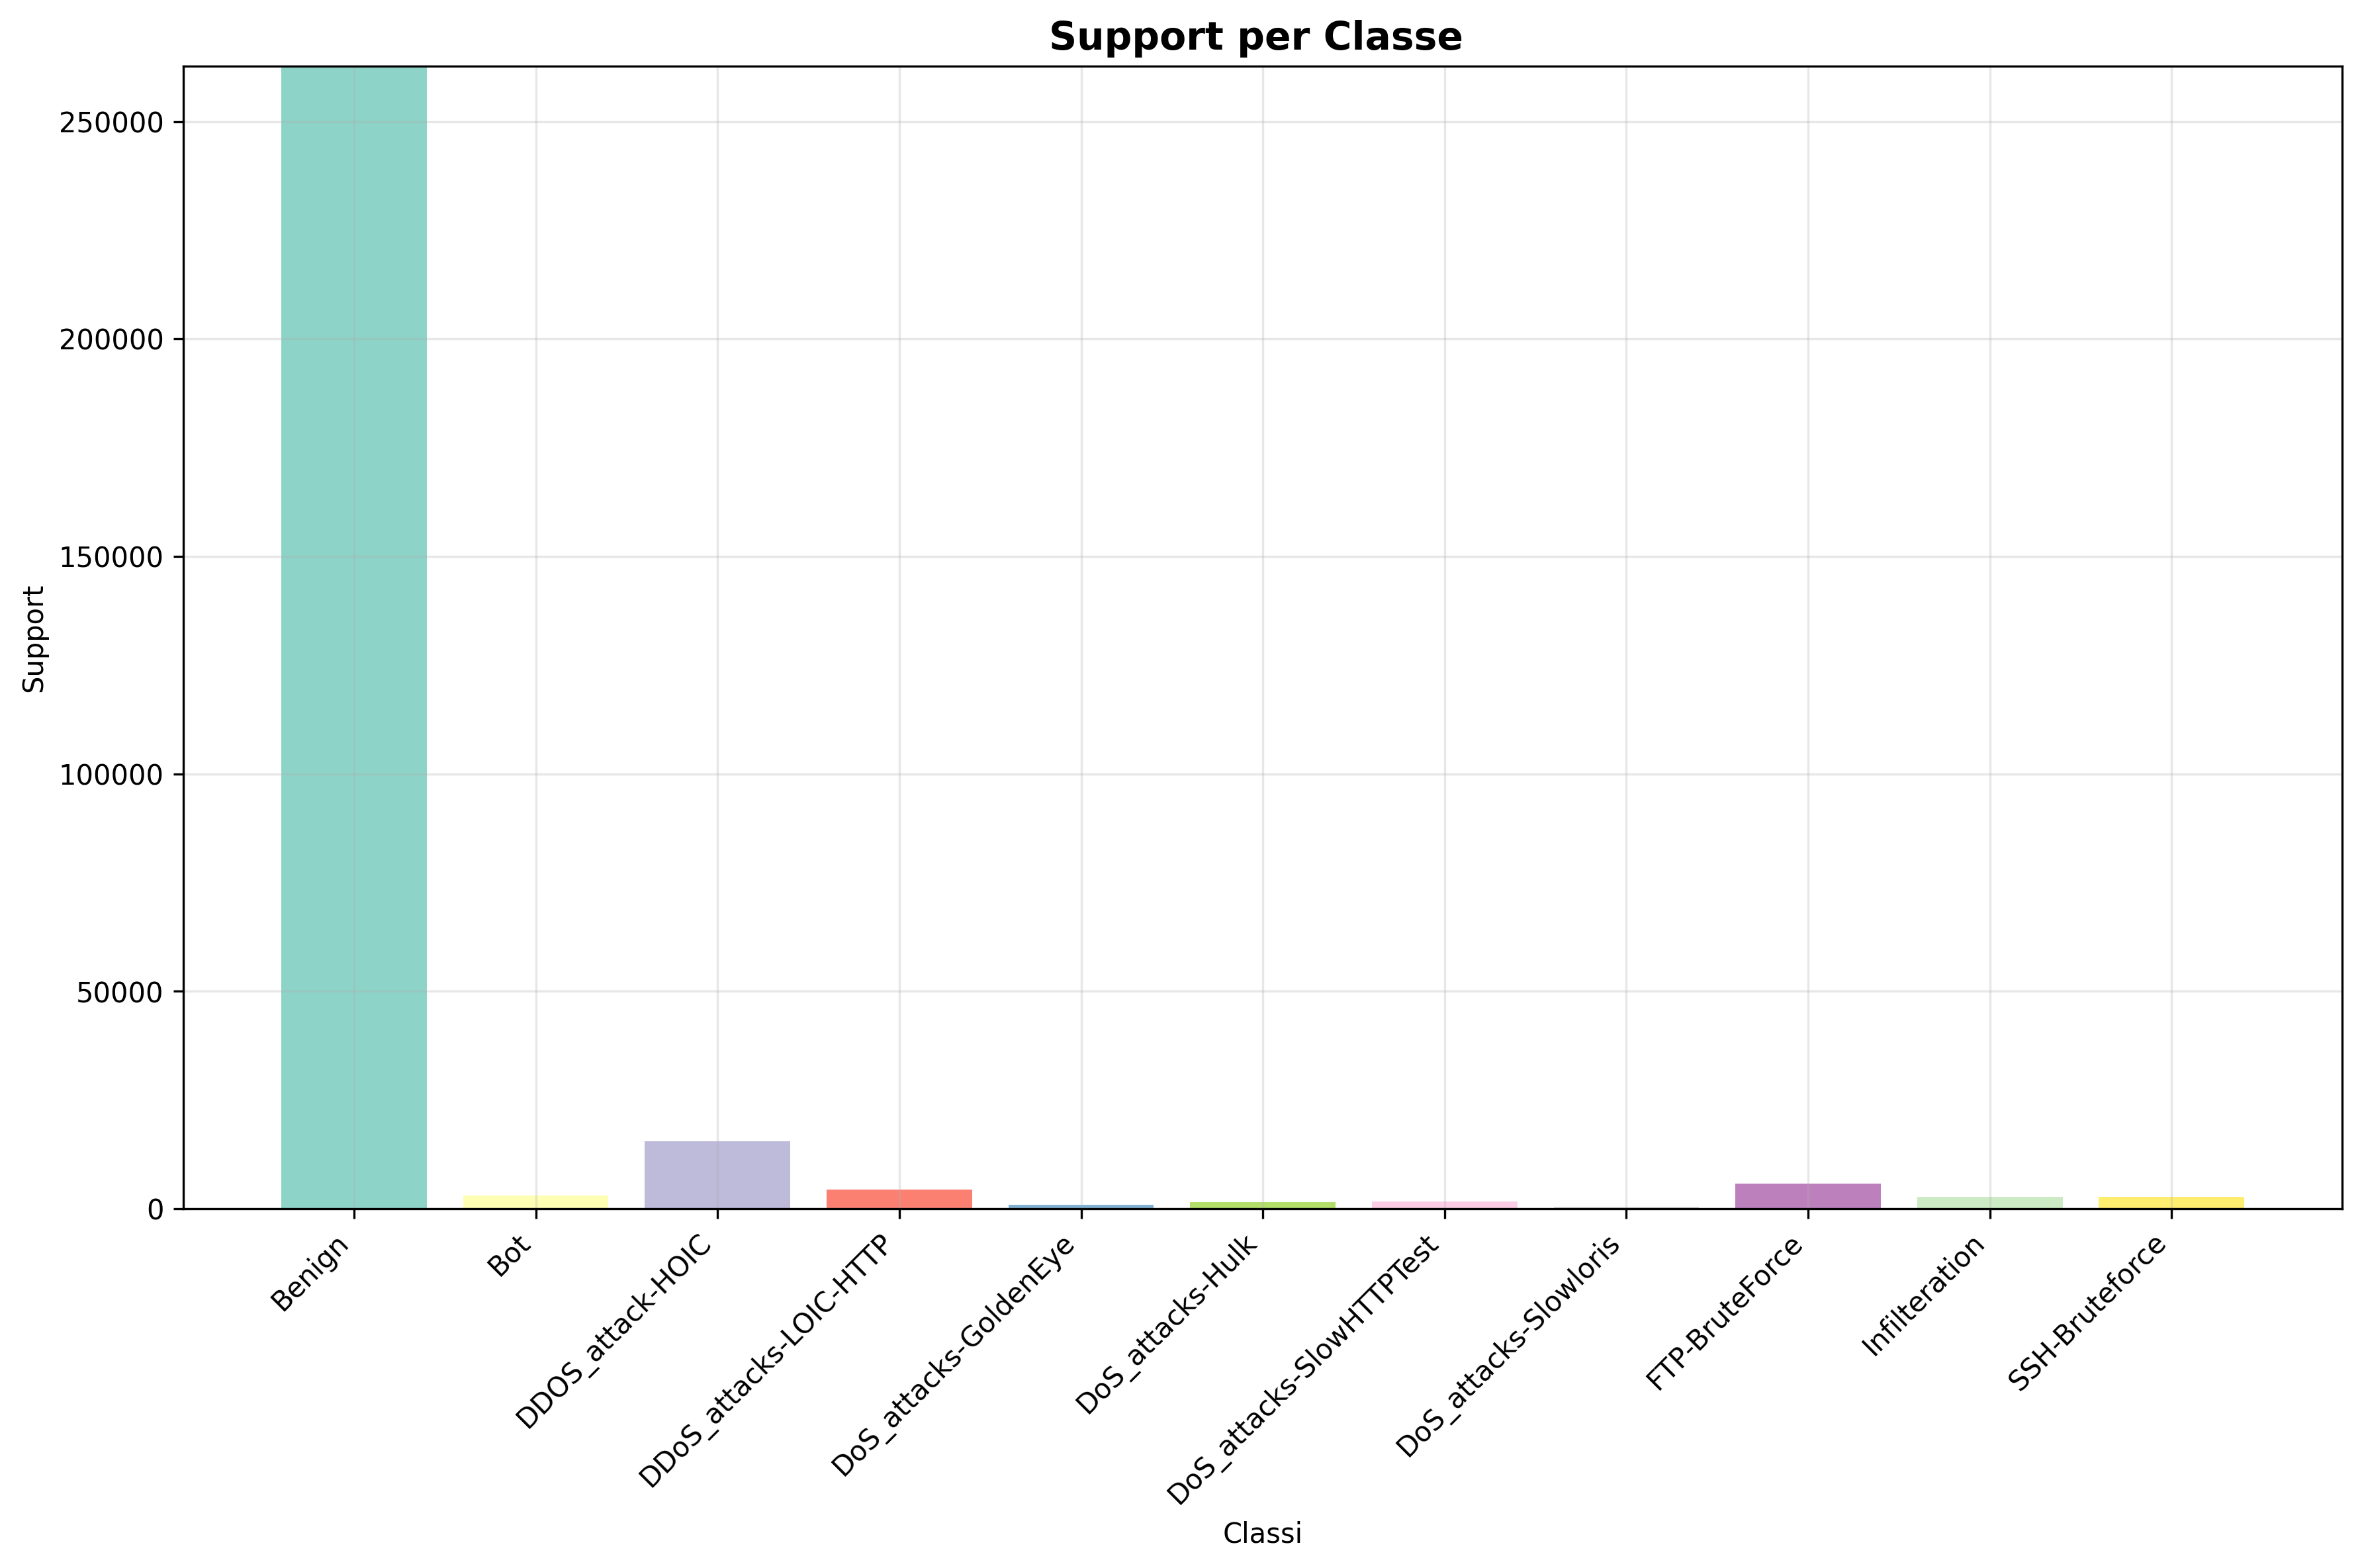 Support per Classe
250000
200000
150000
100000
50000
0
Support
Benign
Bot
DDOS_attack-HOIC
DDoS_attacks-LOIC-HTTP
DoS_attacks-GoldenEye
DoS_attacks-Hulk
DoS_attacks-SlowHTTPTest
DoS_attacks-Slowloris
FTP-BruteForce
Infilteration
SSH-Bruteforce
Classi